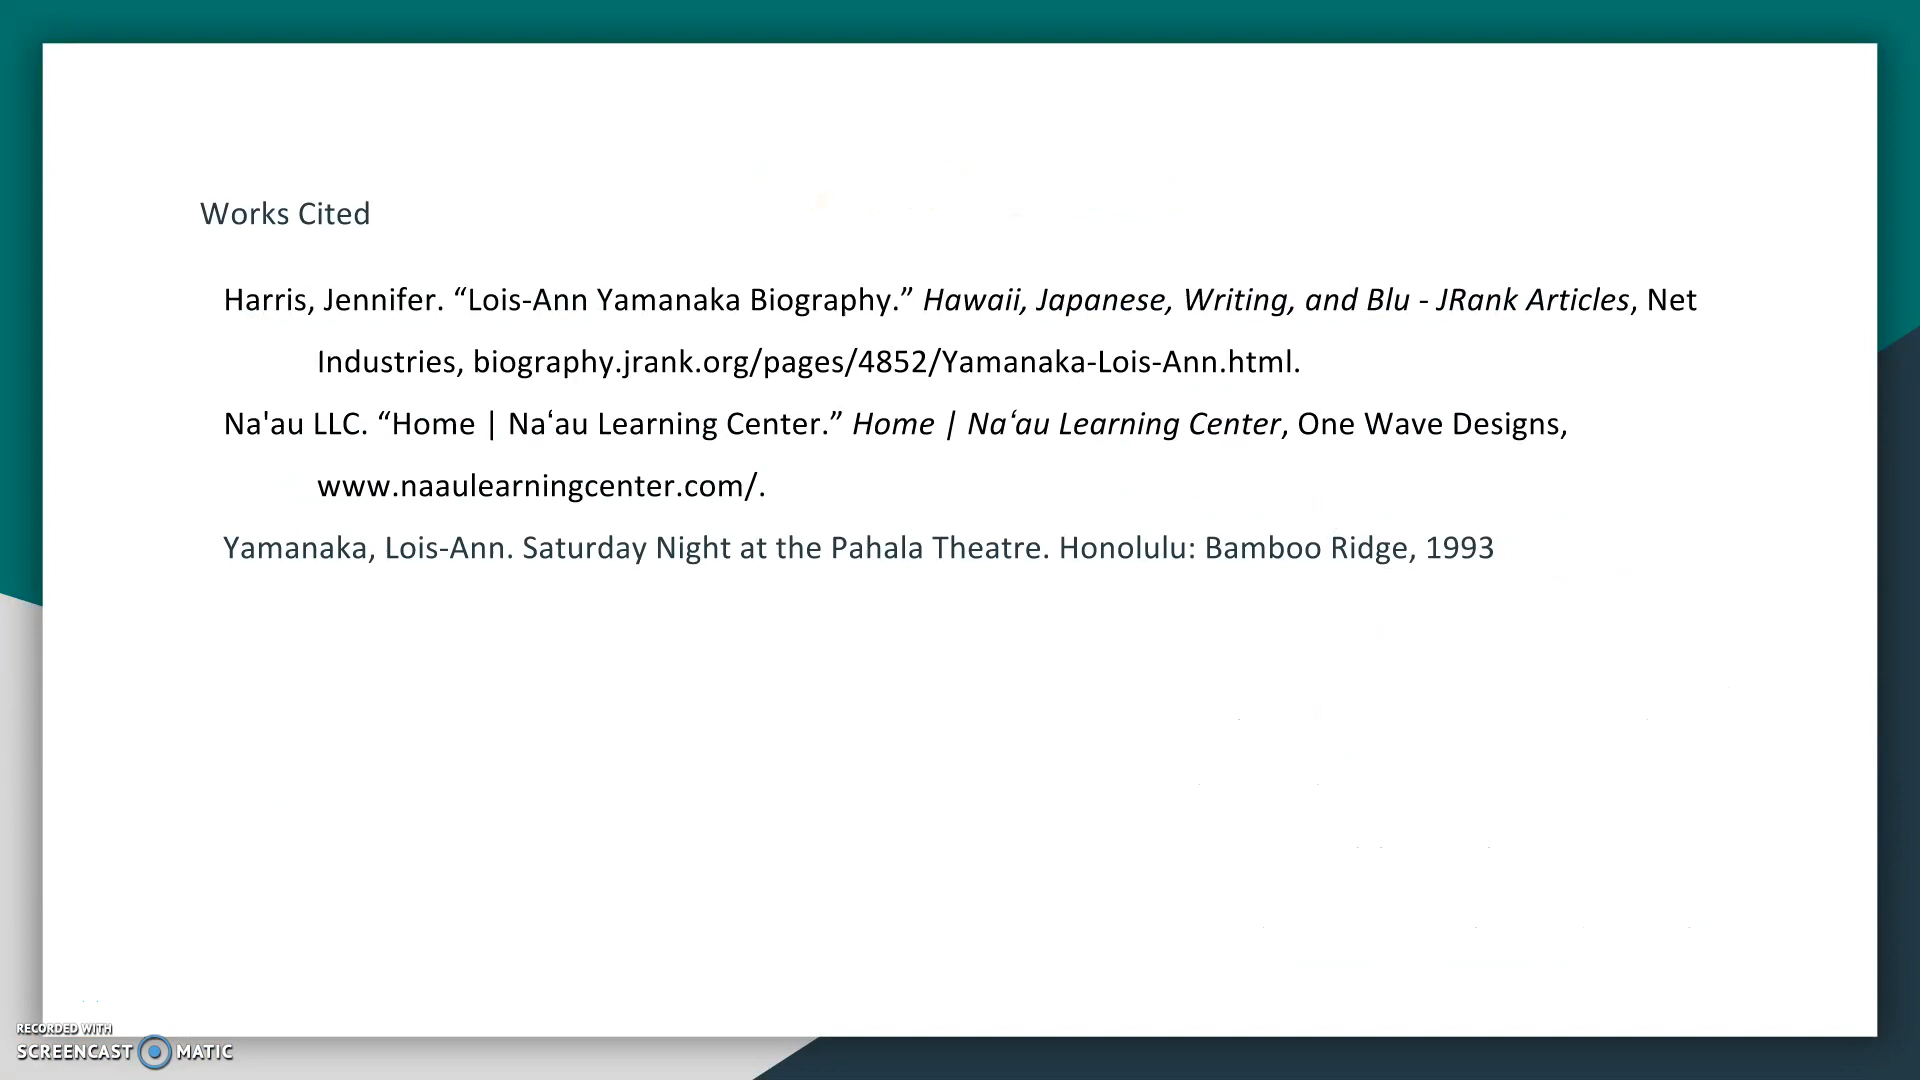 Works Cited
Harris, Jennifer. “Lois-Ann Yamanaka Biography.” Hawaii, Japanese, Writing, and Blu - JRank Articles, Net
Industries, biography.jrank.org/pages/4852/Yamanaka-Lois-Ann.html.
Na'au LLC. “Home | Naʻau Learning Center.” Home | Naʻau Learning Center, One Wave Designs,
www.naaulearningcenter.com/.
Yamanaka, Lois-Ann. Saturday Night at the Pahala Theatre. Honolulu: Bamboo Ridge, 1993
RECORDED WITH
SCREENCAST MATIC